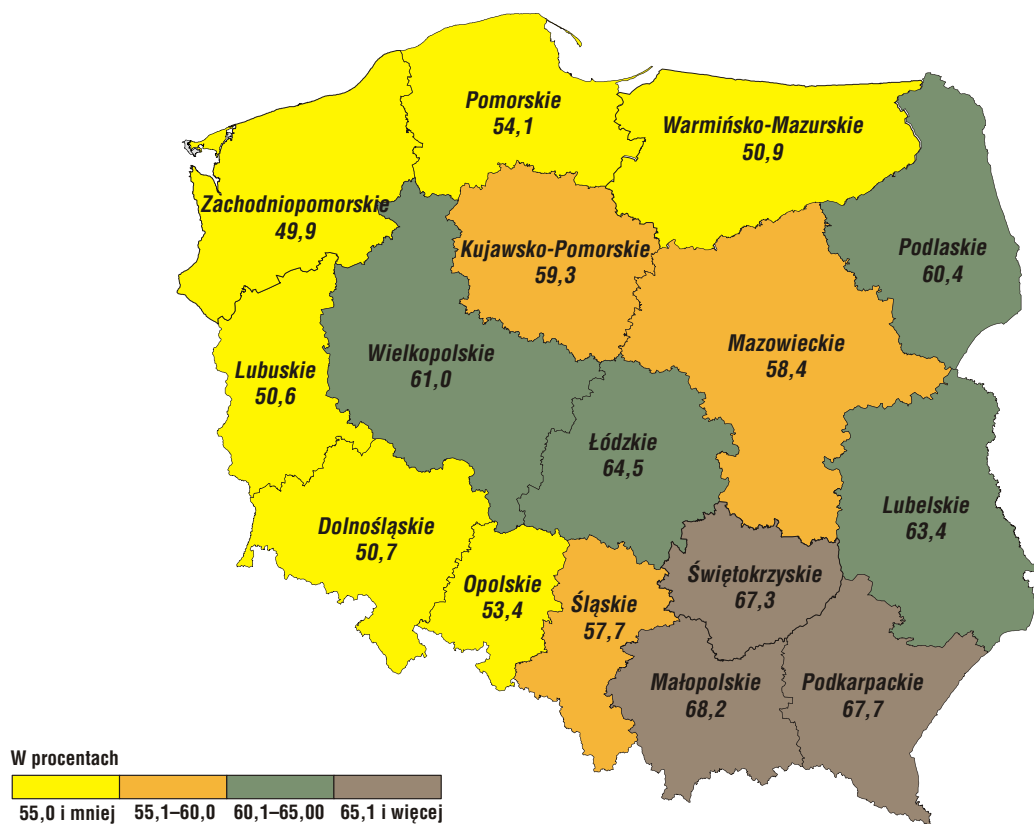 Pomorskie
54,1
Warmińsko-Mazurskie
50,9
Zachodniopomorskie
49,9
Kujawsko-Pomorskie
59,3
Podlaskie
60,4
Wielkopolskie
61,0
Mazowieckie
58,4
Lubuskie
50,6
Łódzkie
64,5
Lubelskie
63,4
Dolnośląskie
50,7
Opolskie
53,4
Śląskie
57,7
Świętokrzyskie
67,3
Małopolskie
68,2
Podkarpackie
67,7
W procentach
55,0 i mniej
55,1–60,0
60,1–65,00
65,1 i więcej